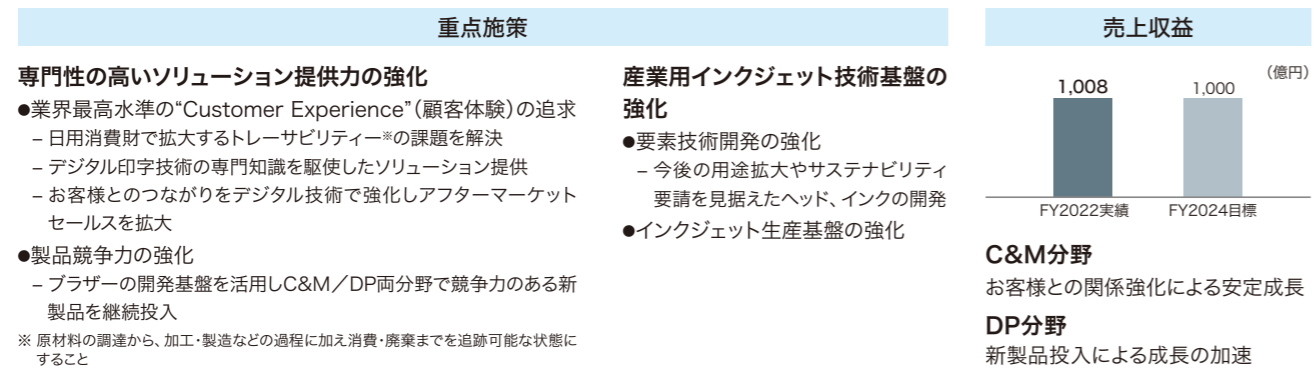 重点施策
専門性の高いソリューション提供力の強化
●業界最高水準の“Customer Experience”（顧客体験）の追求
– 日用消費財で拡大するトレーサビリティー※の課題を解決
– デジタル印字技術の専門知識を駆使したソリューション提供
– お客様とのつながりをデジタル技術で強化しアフターマーケット
セールスを拡大
●製品競争力の強化
– ブラザーの開発基盤を活用しC&M／DP両分野で競争力のある新
製品を継続投入
※ 原材料の調達から、加工・製造などの過程に加え消費・廃棄までを追跡可能な状態に
すること
産業用インクジェット技術基盤の
強化
●要素技術開発の強化
– 今後の用途拡大やサステナビリティ
要請を見据えたヘッド、インクの開発
●インクジェット生産基盤の強化
売上収益
（億円）
1,008
1,000
FY2022実績
FY2024目標
C&M分野
お客様との関係強化による安定成長
DP分野
新製品投入による成長の加速